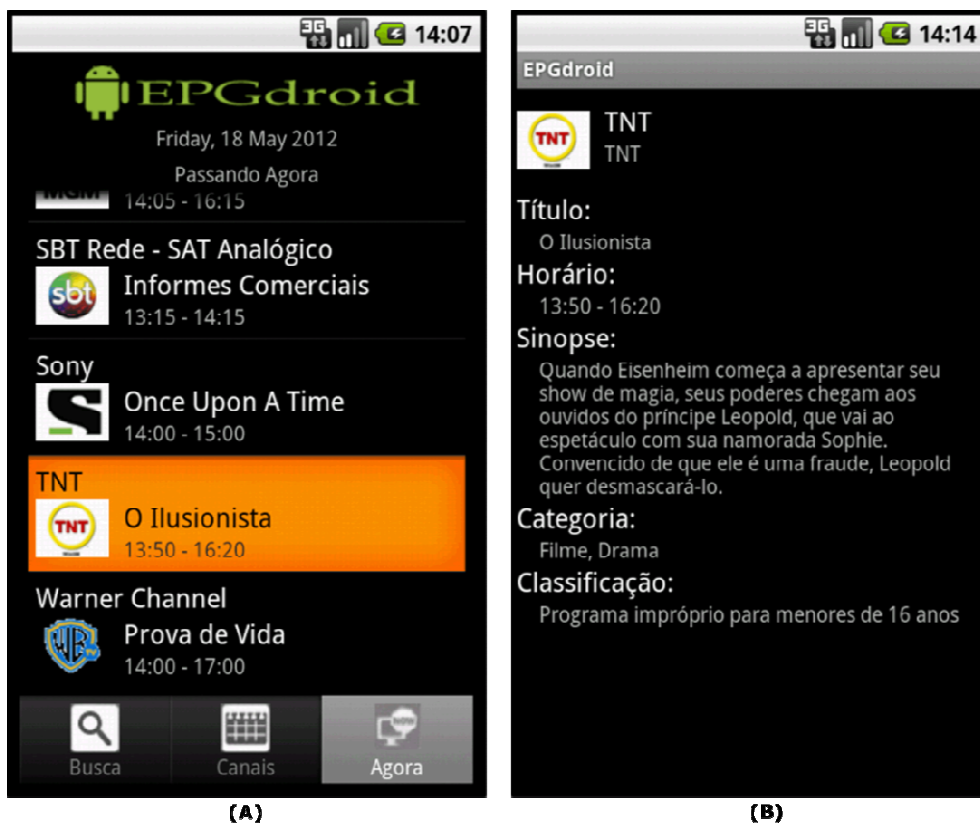 3G 14:07
EPGdroid
Friday, 18 May 2012
Passando Agora
MGM
14:05 - 16:15
SBT Rede - SAT Analógico
sbt
Informes Comerciais
13:15 - 14:15
Sony
S
Once Upon A Time
14:00 - 15:00
TNT
TNT
O Ilusionista
13:50 - 16:20
Warner Channel
WB
Prova de Vida
14:00 - 17:00
NOW
Busca Canais Agora
(A)
3G 14:14
EPGdroid
TNT
TNT
TNT
Título:
O Ilusionista
Horário:
13:50 - 16:20
Sinopse:
Quando Eisenheim começa a apresentar seu
show de magia, seus poderes chegam aos
ouvidos do príncipe Leopold, que vai ao
espetáculo com sua namorada Sophie.
Convencido de que ele é uma fraude, Leopold
quer desmascará-lo.
Categoria:
Filme, Drama
Classificação:
Programa impróprio para menores de 16 anos
(B)